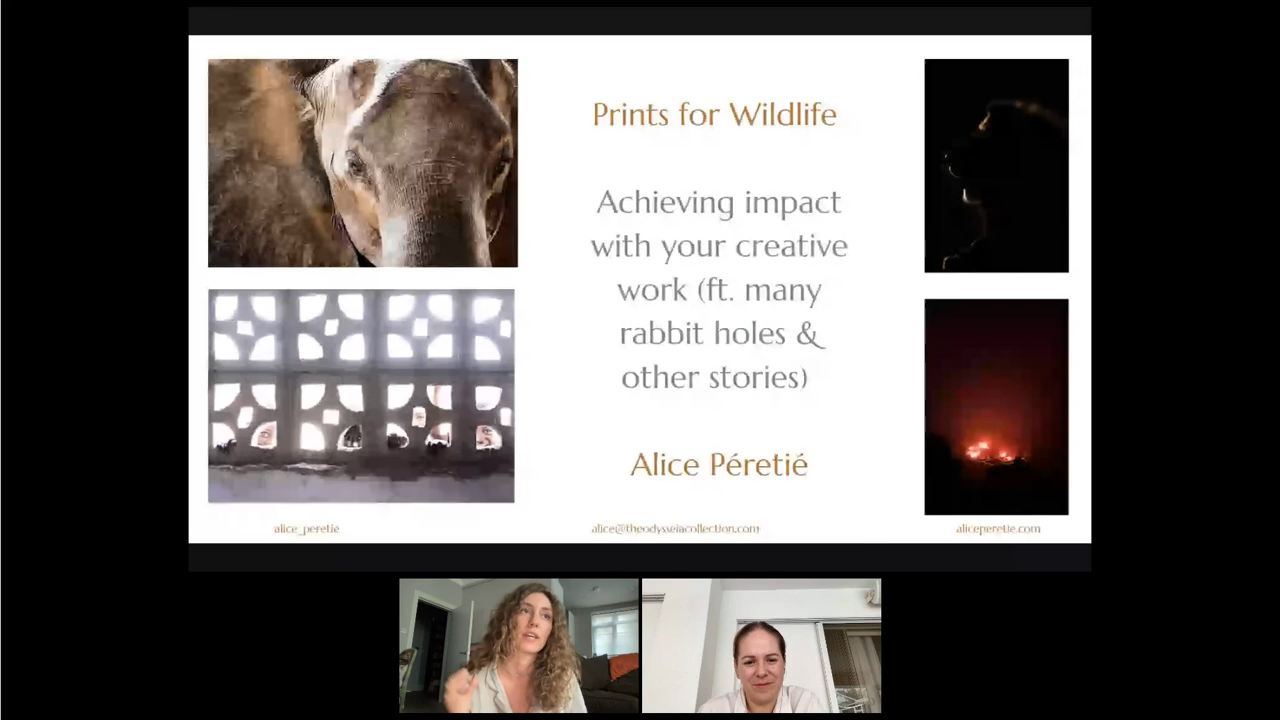 Prints for Wildlife
Achieving impact
with your creative
work (ft. many
rabbit holes &
other stories)
Alice Péretié
alice_peretie
alice@theodysseiacollection.com
aliceperetie.com